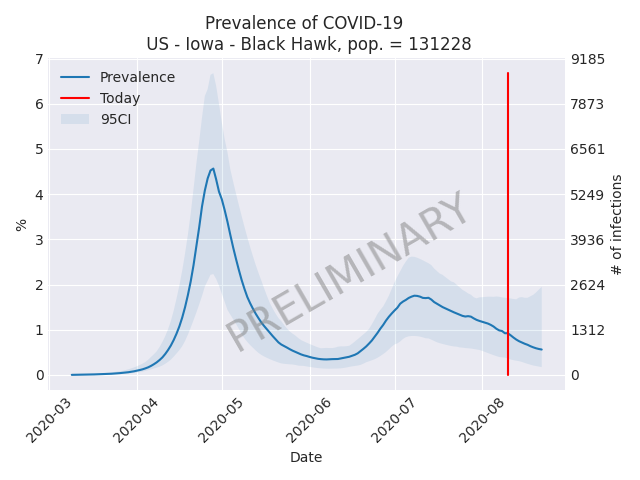 Prevalence of COVID-19
US - Iowa - Black Hawk, pop. = 131228
Prevalence
Today
95CI
7
6
5
4
3
2
1
0
%
9185
7873
6561
5249
3936
2624
1312
0
# of infections
PRELIMINARY
2020-03
2020-04
2020-05
2020-06
2020-07
2020-08
Date